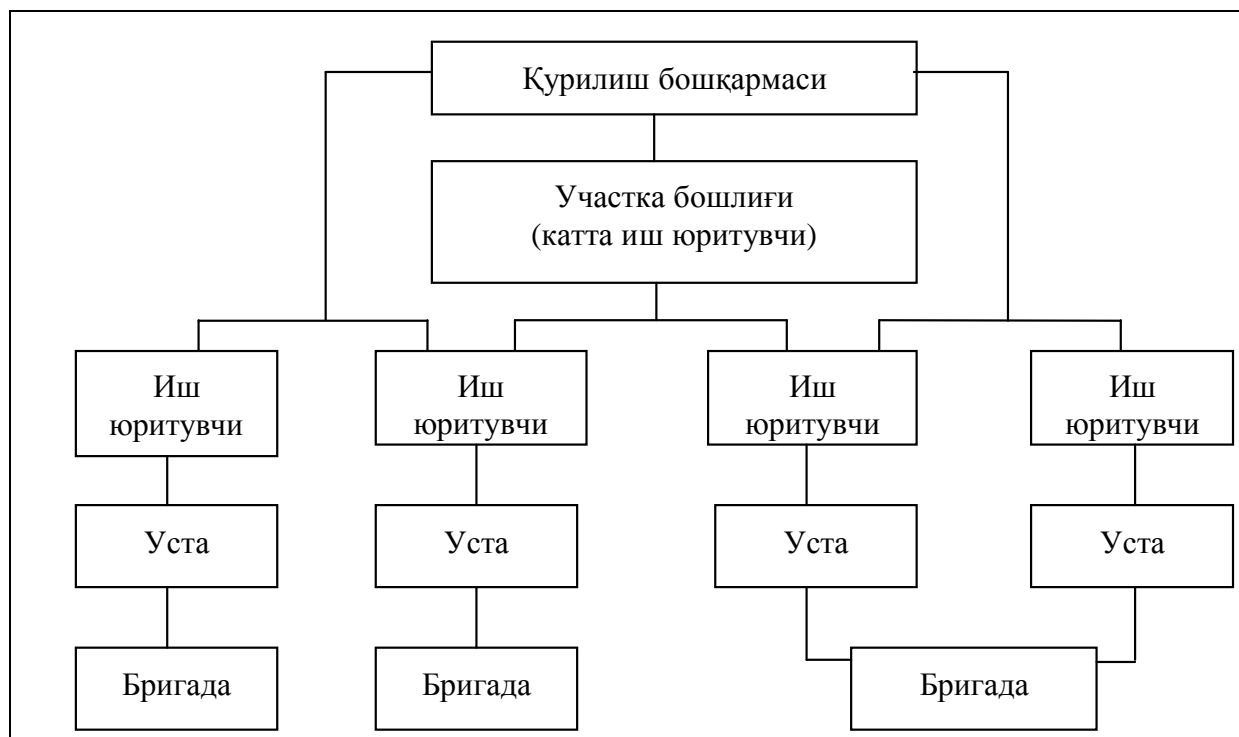 Қурилиш бошқармаси
Участка бошлиғи
(катта иш юритувчи)
Иш
юритувчи
Иш
юритувчи
Иш
юритувчи
Иш
юритувчи
Уста
Уста
Уста
Уста
Бригада
Бригада
Бригада